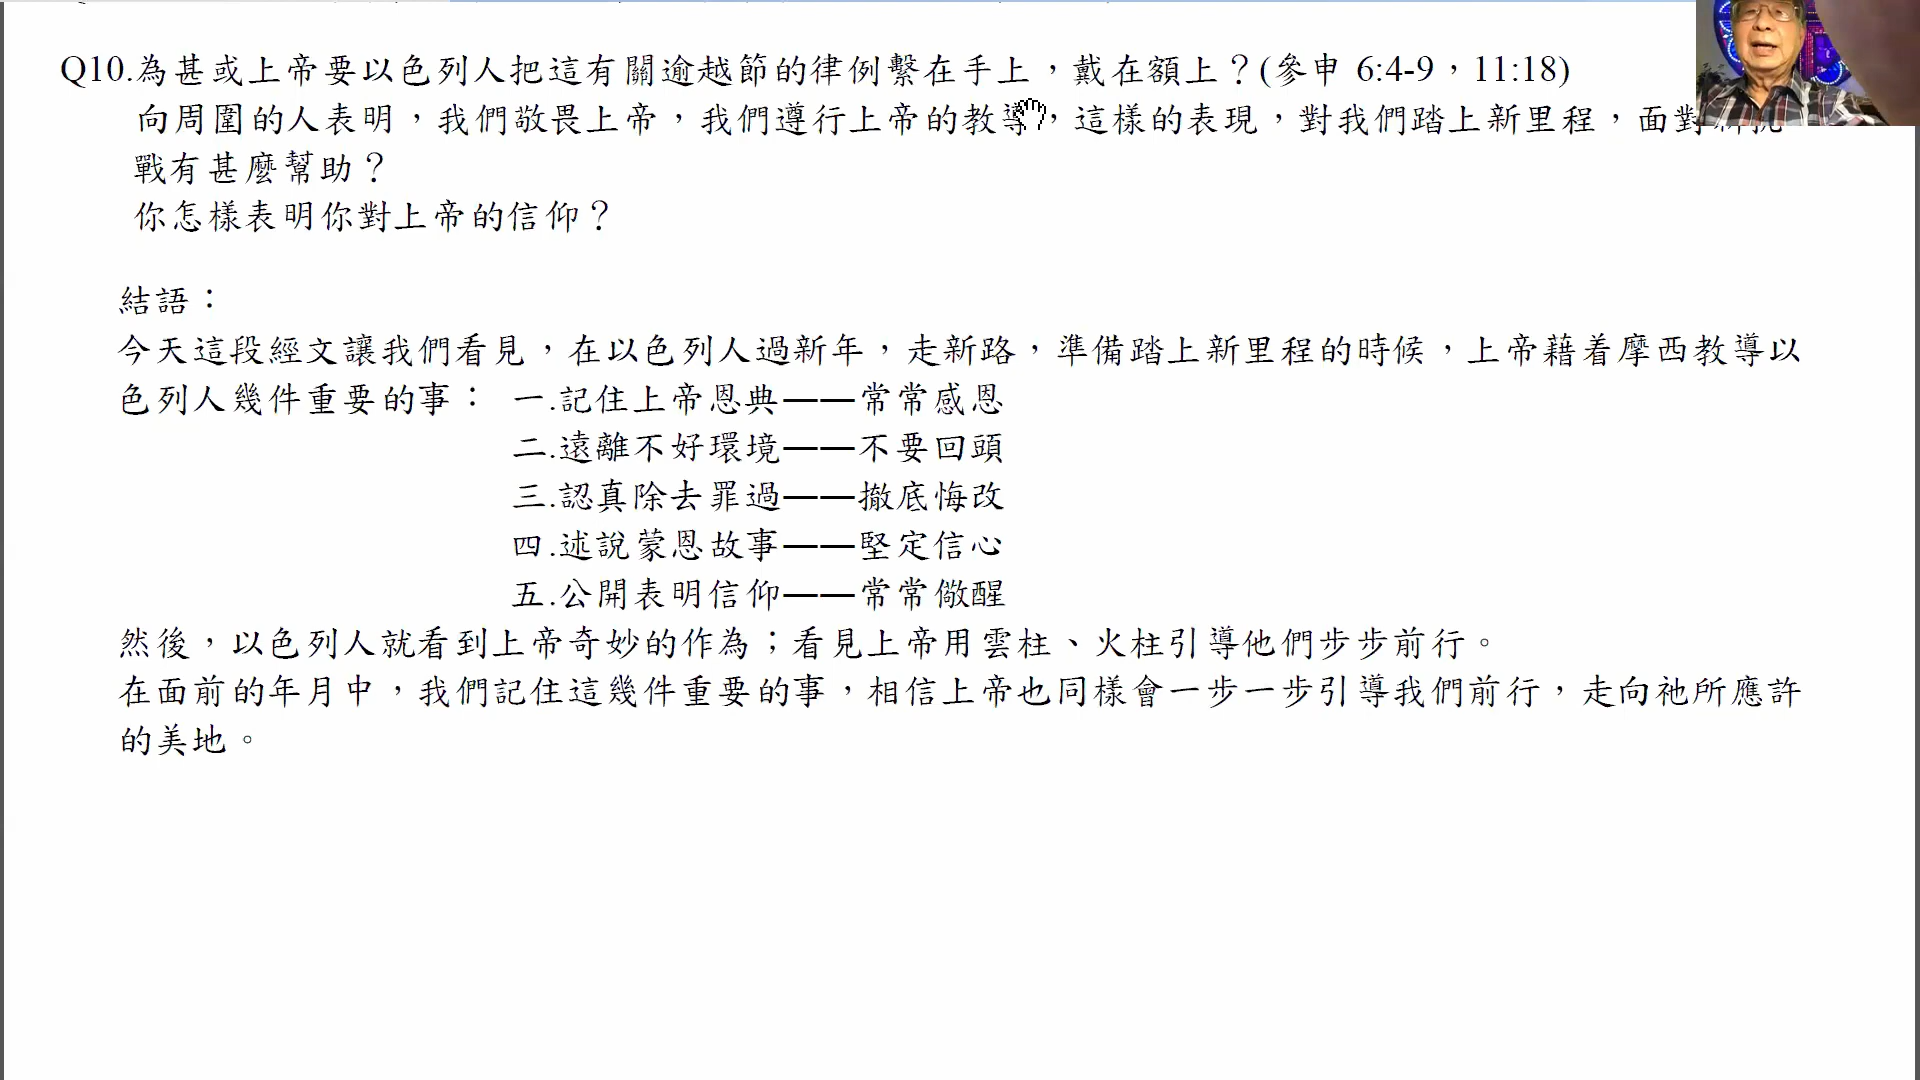 Q10.為甚或上帝要以色列人把這有關逾越節的律例繫在手上，戴在額上？(參申 6:4-9，11:18)
向周圍的人表明，我們敬畏上帝，我們遵行上帝的教導，這樣的表現，對我們踏上新里程，面對
戰有甚麼幫助？
你怎樣表明你對上帝的信仰？
結語：
今天這段經文讓我們看見，在以色列人過新年，走新路，準備踏上新里程的時候，上帝藉着摩西教導以
色列人幾件重要的事： 一.記住上帝恩典——常常感恩
二.遠離不好環境——不要回頭
三.認真除去罪過——撤底悔改
四.述說蒙恩故事——堅定信心
五.公開表明信仰——常常儆醒
然後，以色列人就看到上帝奇妙的作為；看見上帝用雲柱、火柱引導他們步步前行。
在面前的年月中，我們記住這幾件重要的事，相信上帝也同樣會一步一步引導我們前行，走向祂所應許
的美地。